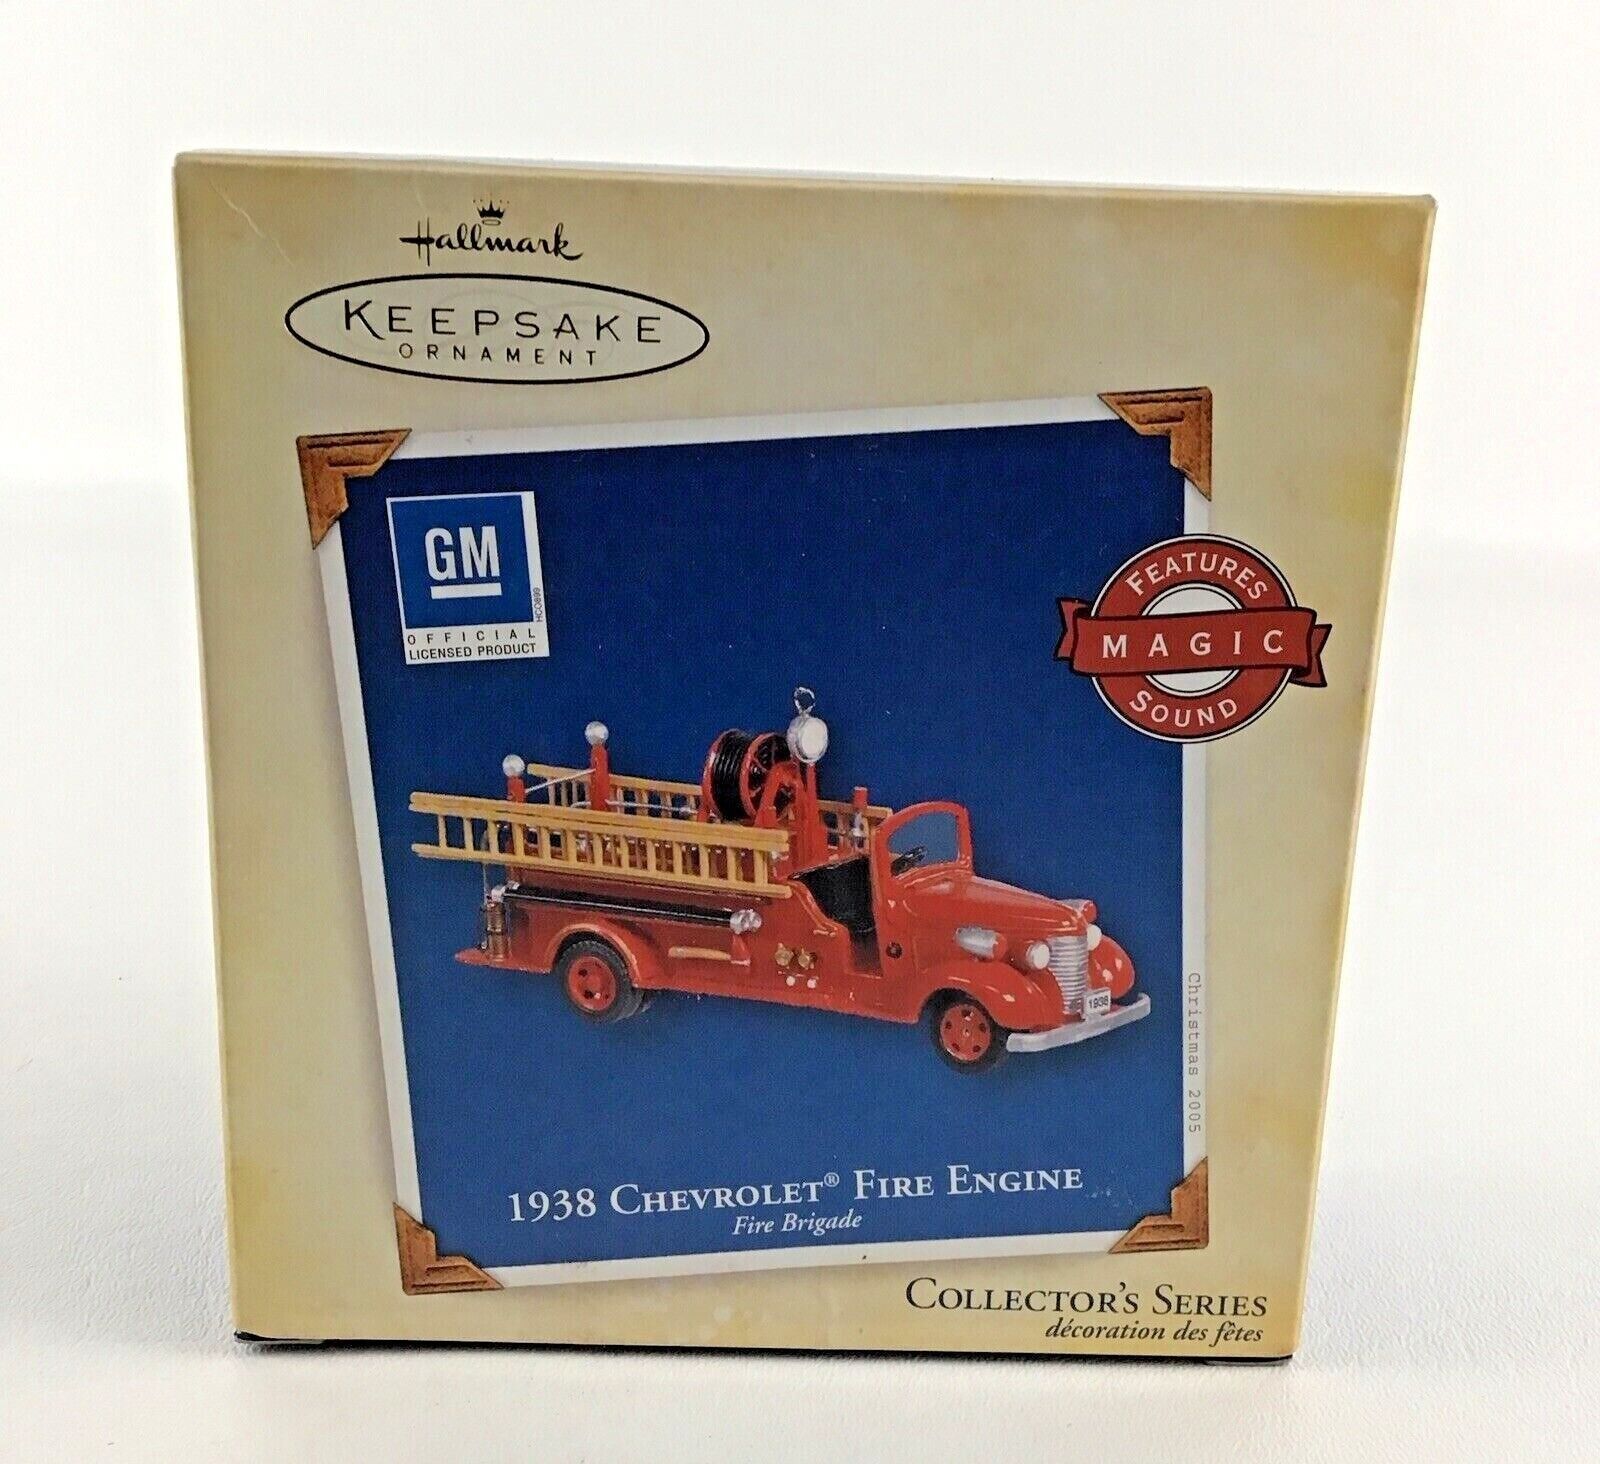 Hallmark
KEEPSAKE
ORNAMENT
GM
HCO899
OFFICIAL
LICENSED PRODUCT
FEATURES
MAGIC
SOUND
1938
Christmas 2005
1938 CHEVROLET® FIRE ENGINE
Fire Brigade
COLLECTOR'S SERIES
décoration des fêtes